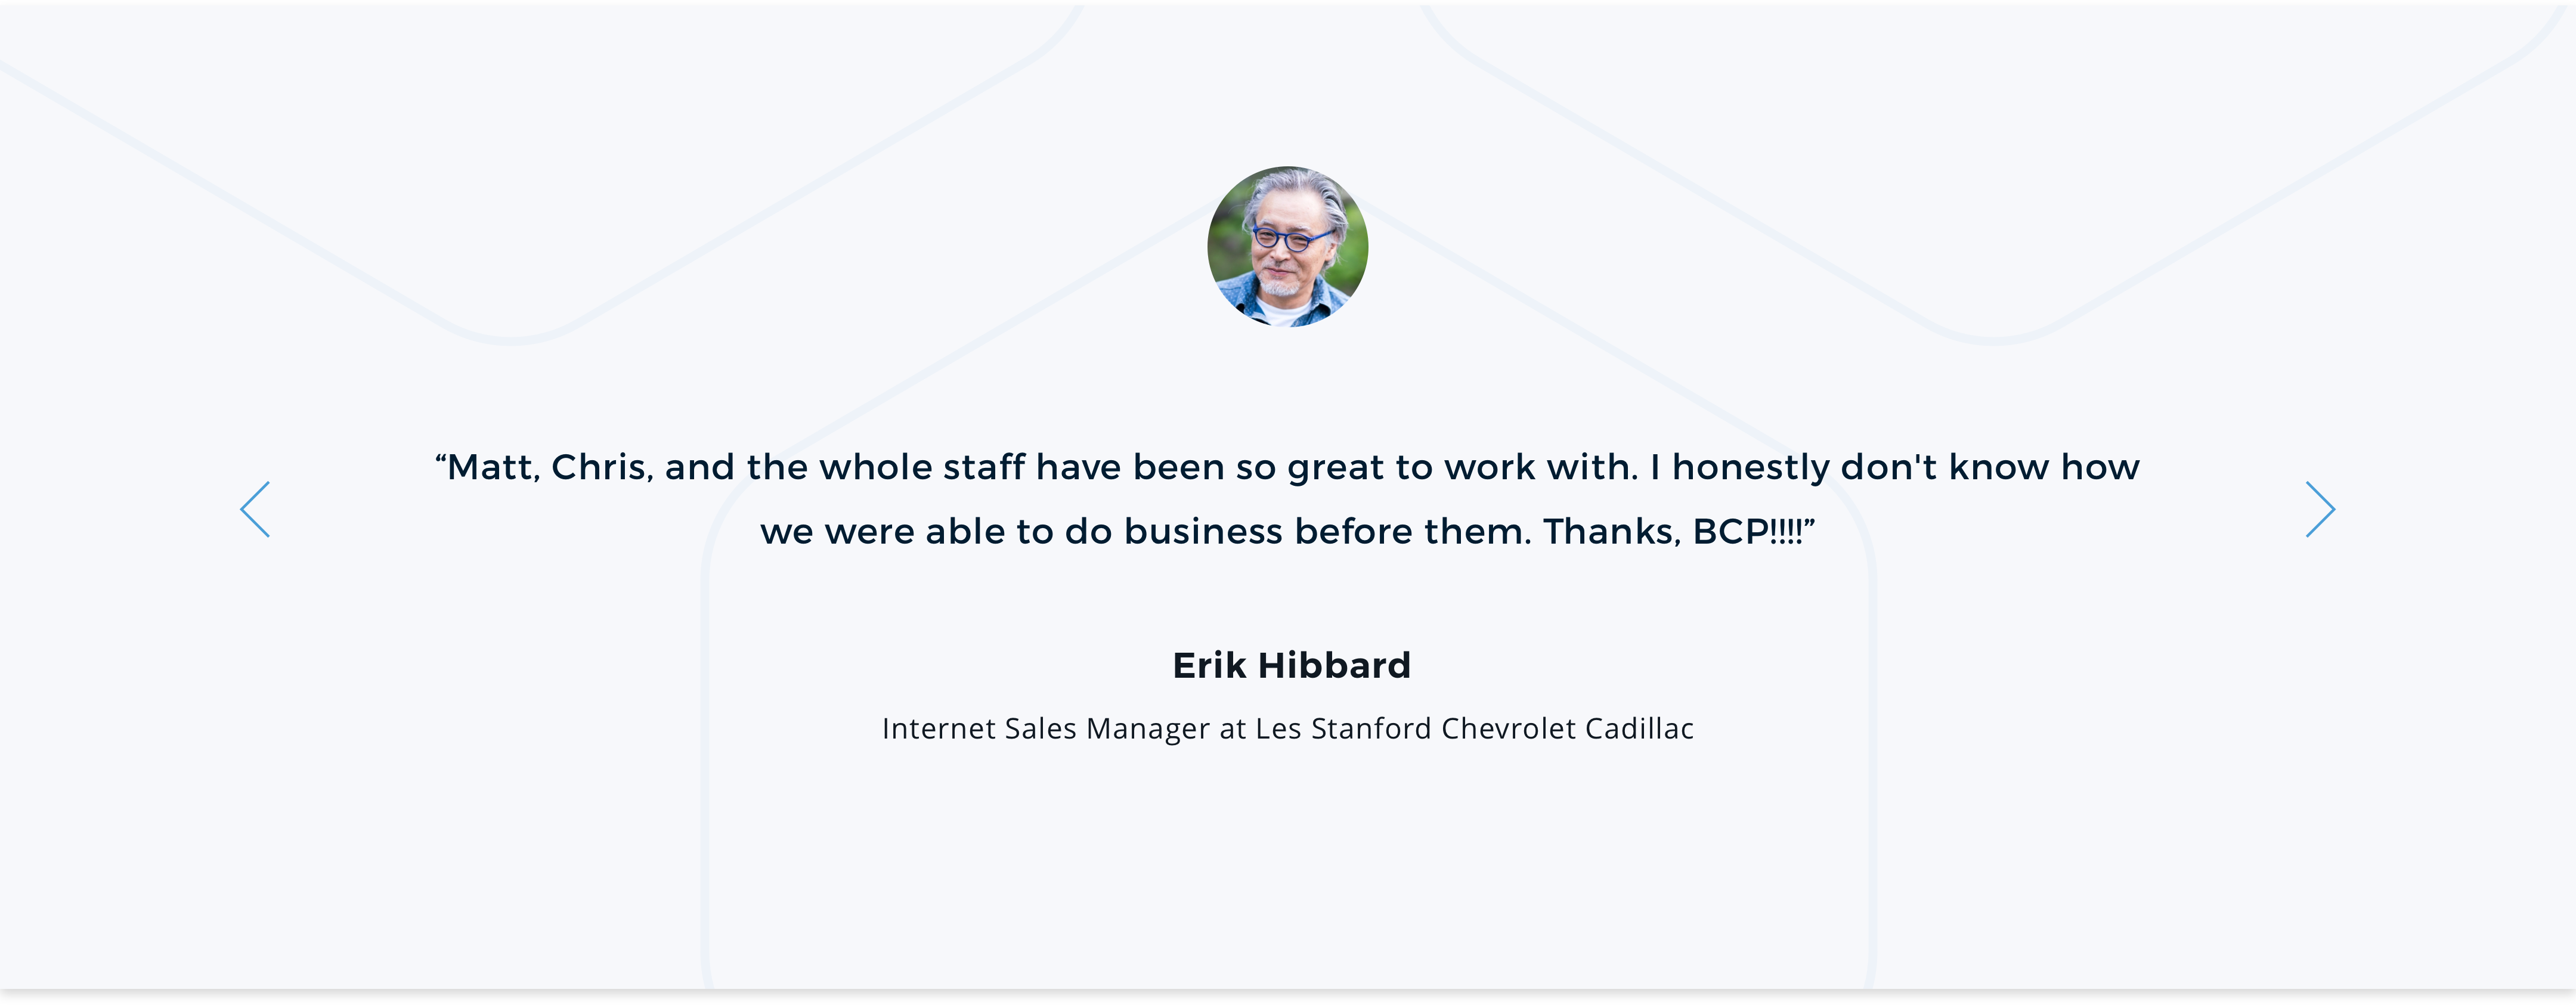 “Matt, Chris, and the whole staff have been so great to work with. I honestly don't know how
we were able to do business before them. Thanks, BCP!!!!”
Erik Hibbard
Internet Sales Manager at Les Stanford Chevrolet Cadillac